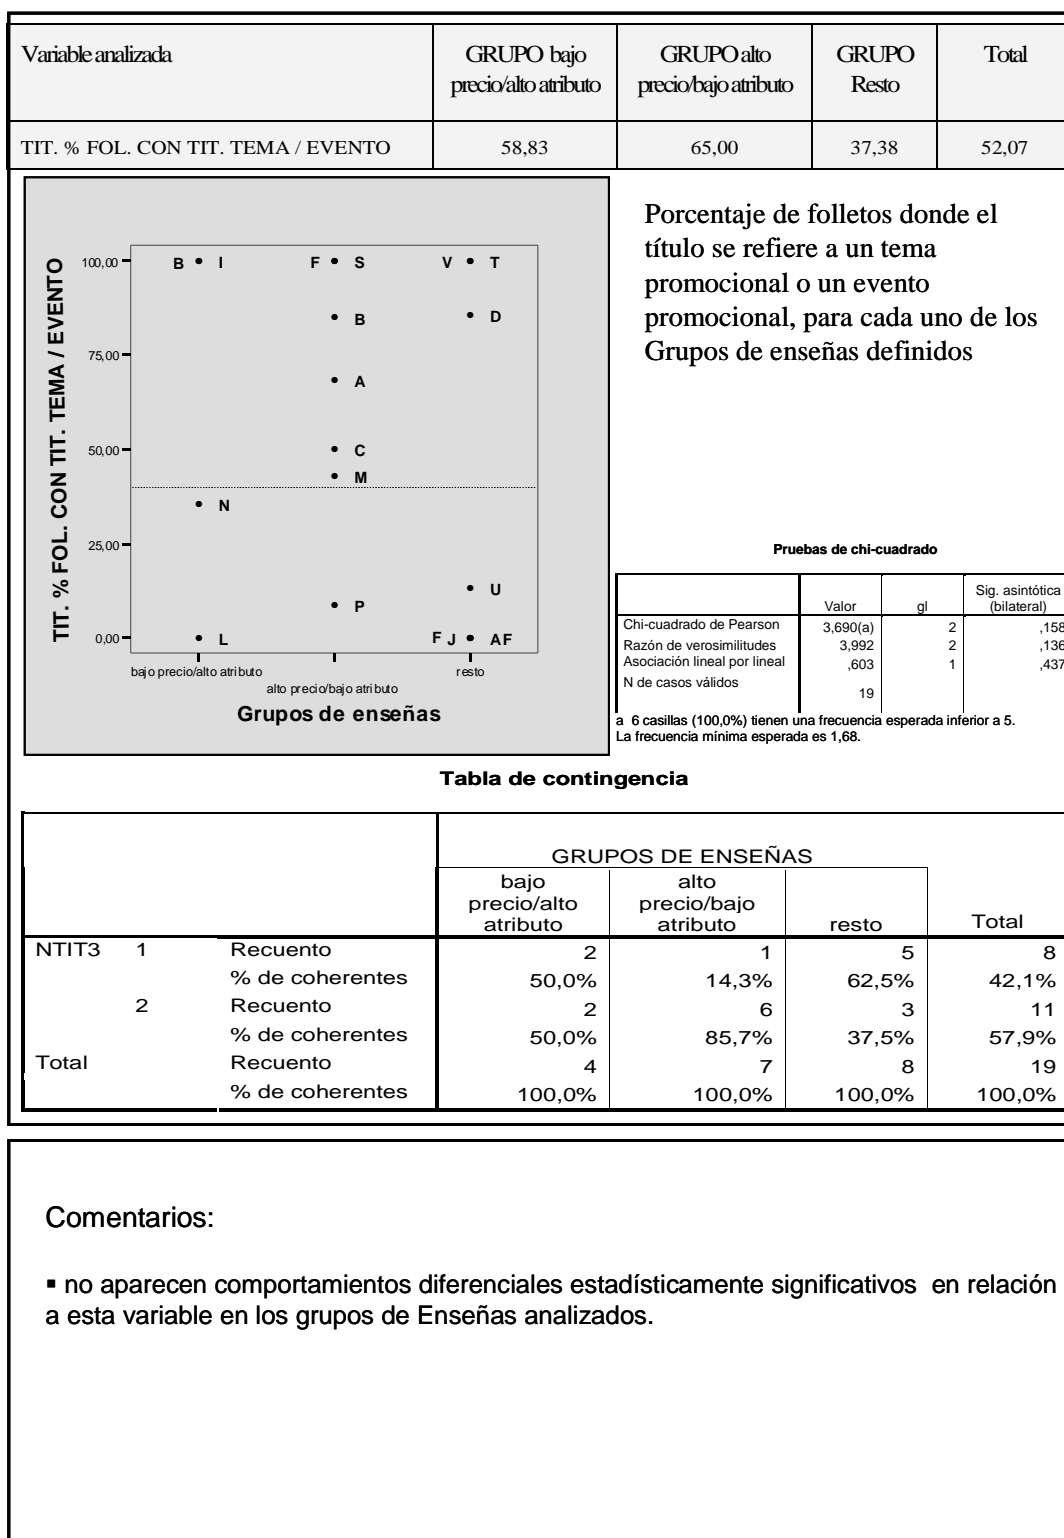 Variable analizada GRUPO bajo GRUPO alto GRUPO Total
precio/alto atributo precio/bajo atributo Resto
TIT. % FOL. CON TIT. TEMA / EVENTO 58,83 65,00 37,38 52,07
TIT. % FOL. CON TIT. TEMA / EVENTO
100,00 B I F S V T
B D
75,00
A
50,00 C
M
N
25,00
U
P
0,00 L F J AF
bajo precio/alto atributo resto
alto precio/bajo atributo
Grupos de enseñas
Porcentaje de folletos donde el
título se refiere a un tema
promocional o un evento
promocional, para cada uno de los
Grupos de enseñas definidos
Pruebas de chi-cuadrado
Sig. asintótica
Valor gl (bilateral)
Chi-cuadrado de Pearson 3,690(a) 2 ,158
Razón de verosimilitudes 3,992 2 ,136
Asociación lineal por lineal ,603 1 ,437
N de casos válidos
19
a 6 casillas (100,0%) tienen una frecuencia esperada inferior a 5.
La frecuencia mínima esperada es 1,68.
Tabla de contingencia
GRUPOS DE ENSEÑAS
bajo alto
precio/alto precio/bajo
atributo atributo resto Total
NTIT3 1 Recuento 2 1 5 8
% de coherentes 50,0% 14,3% 62,5% 42,1%
2 Recuento 2 6 3 11
% de coherentes 50,0% 85,7% 37,5% 57,9%
Total Recuento 4 7 8 19
% de coherentes 100,0% 100,0% 100,0% 100,0%
Comentarios:
▪ no aparecen comportamientos diferenciales estadísticamente significativos en relación
a esta variable en los grupos de Enseñas analizados.